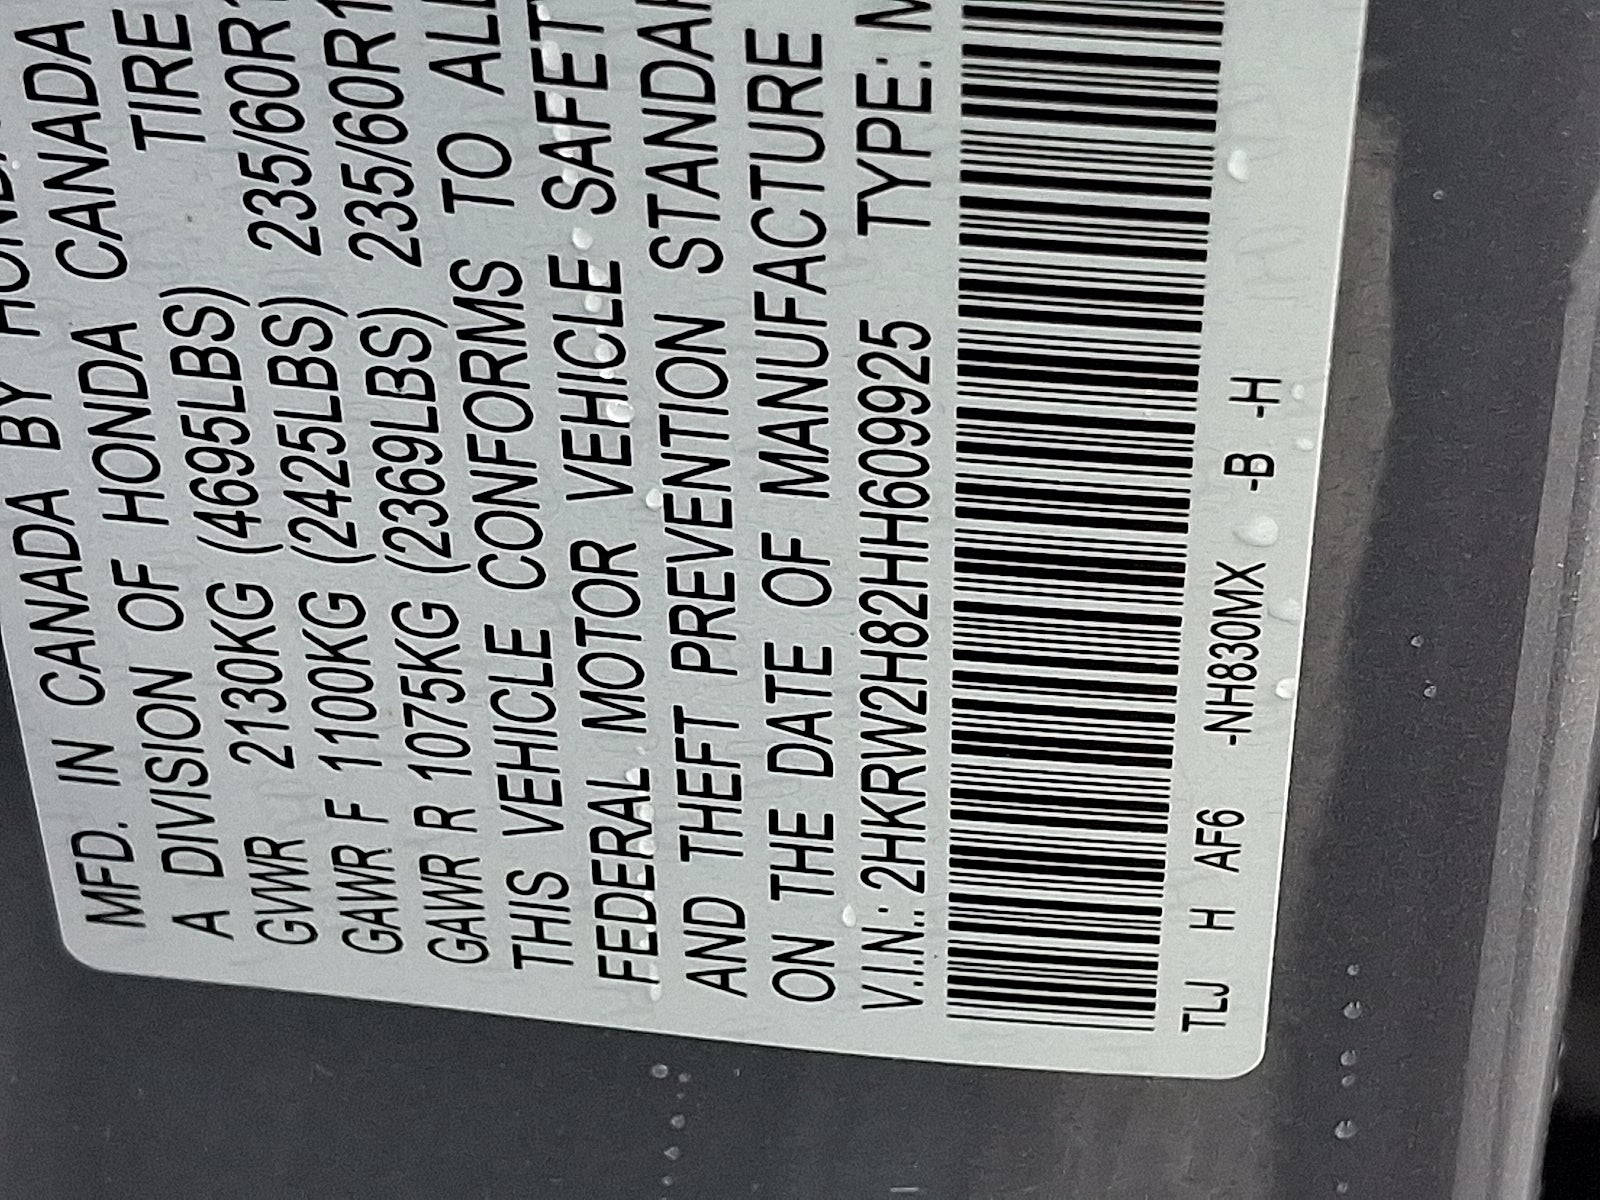 MFD. IN CANADA BY HONDA
A DIVISION OF HONDA CANADA
GVWR 2130KG (4695LBS) TIRE
GAWR F 1100KG (2425LBS) 235/60R1
GAWR R 1075KG (2369LBS) 235/60R1
THIS VEHICLE CONFORMS TO ALL
FEDERAL MOTOR VEHICLE SAFET
AND THEFT PREVENTION STANDAR
ON THE DATE OF MANUFACTURE
V.I.N.: 2HKRW2H82HH609925 TYPE: M
TLJ H AF6 -NH830MX -B -H